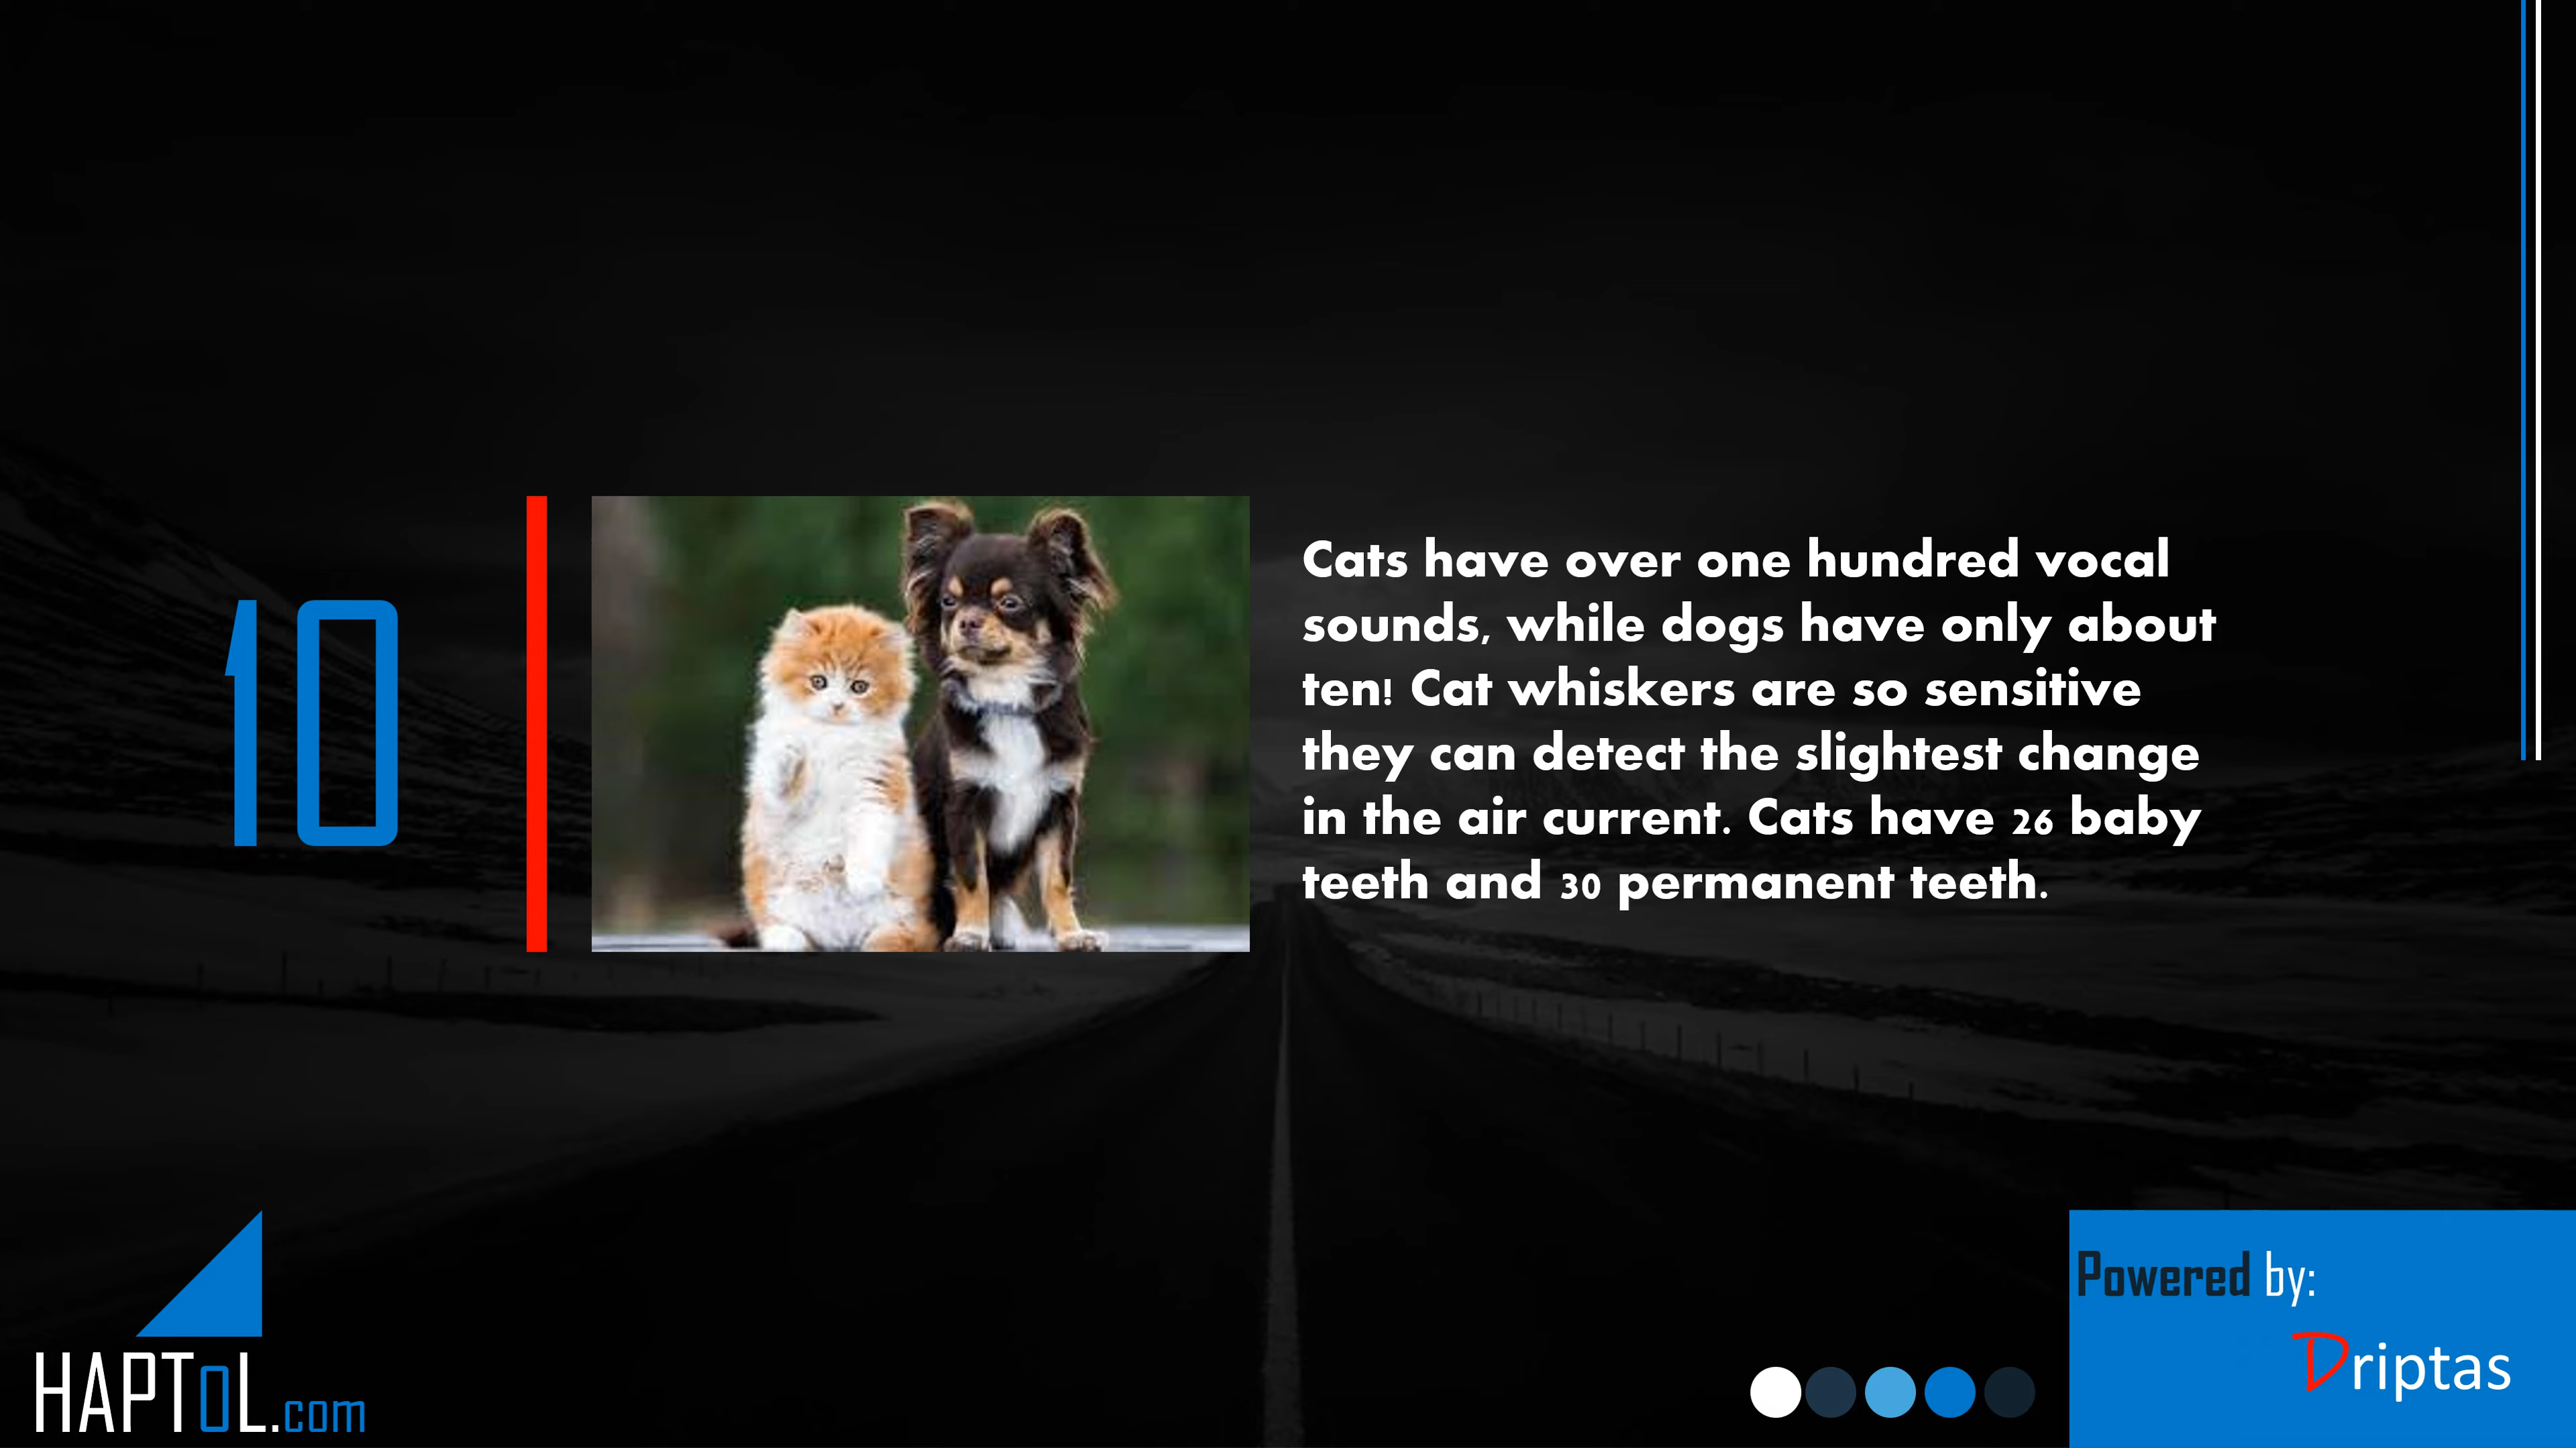 10
Cats have over one hundred vocal
sounds, while dogs have only about
ten! Cat whiskers are so sensitive
they can detect the slightest change
in the air current. Cats have 26 baby
teeth and 30 permanent teeth.
HAPToL.com
Powered by:
Driptas